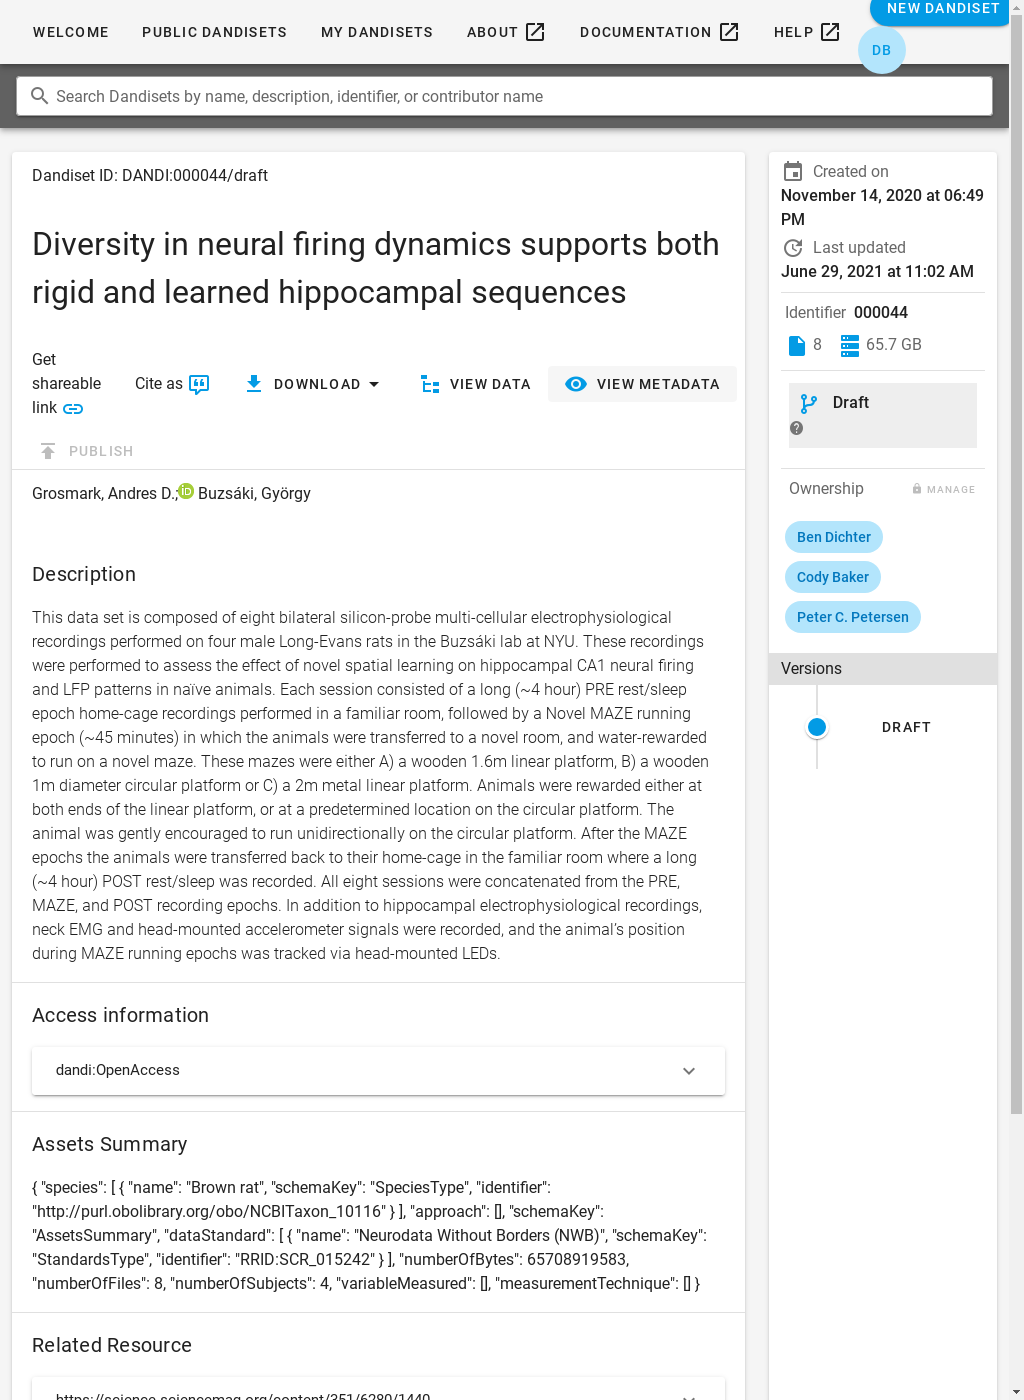 WELCOME PUBLIC DANDISETS MY DANDISETS ABOUT DOCUMENTATION HELP NEW DANDISET
DB
Search Dandisets by name, description, identifier, or contributor name
Dandiset ID: DANDI:000044/draft
Diversity in neural firing dynamics supports both
rigid and learned hippocampal sequences
Get
shareable
link
Cite as
DOWNLOAD
VIEW DATA
VIEW METADATA
PUBLISH
Grosmark, Andres D.; iD Buzsáki, György
Description
This data set is composed of eight bilateral silicon-probe multi-cellular electrophysiological
recordings performed on four male Long-Evans rats in the Buzsáki lab at NYU. These recordings
were performed to assess the effect of novel spatial learning on hippocampal CA1 neural firing
and LFP patterns in naïve animals. Each session consisted of a long (~4 hour) PRE rest/sleep
epoch home-cage recordings performed in a familiar room, followed by a Novel MAZE running
epoch (~45 minutes) in which the animals were transferred to a novel room, and water-rewarded
to run on a novel maze. These mazes were either A) a wooden 1.6m linear platform, B) a wooden
1m diameter circular platform or C) a 2m metal linear platform. Animals were rewarded either at
both ends of the linear platform, or at a predetermined location on the circular platform. The
animal was gently encouraged to run unidirectionally on the circular platform. After the MAZE
epochs the animals were transferred back to their home-cage in the familiar room where a long
(~4 hour) POST rest/sleep was recorded. All eight sessions were concatenated from the PRE,
MAZE, and POST recording epochs. In addition to hippocampal electrophysiological recordings,
neck EMG and head-mounted accelerometer signals were recorded, and the animal's position
during MAZE running epochs was tracked via head-mounted LEDs.
Access information
dandi:OpenAccess
Assets Summary
{ "species": [ { "name": "Brown rat", "schemaKey": "SpeciesType", "identifier":
"http://purl.obolibrary.org/obo/NCBITaxon_10116" } ], "approach": [], "schemaKey":
"AssetsSummary", "dataStandard": [ { "name": "Neurodata Without Borders (NWB)", "schemaKey":
"StandardsType", "identifier": "RRID:SCR_015242" } ], "numberOfBytes": 65708919583,
"numberOfFiles": 8, "numberOfSubjects": 4, "variableMeasured": [], "measurementTechnique": [] }
Related Resource
https://science.sciencemag.org/content/351/6280/1440
Created on
November 14, 2020 at 06:49
PM
Last updated
June 29, 2021 at 11:02 AM
Identifier 000044
8 65.7 GB
Draft
?
Ownership MANAGE
Ben Dichter
Cody Baker
Peter C. Petersen
Versions
DRAFT